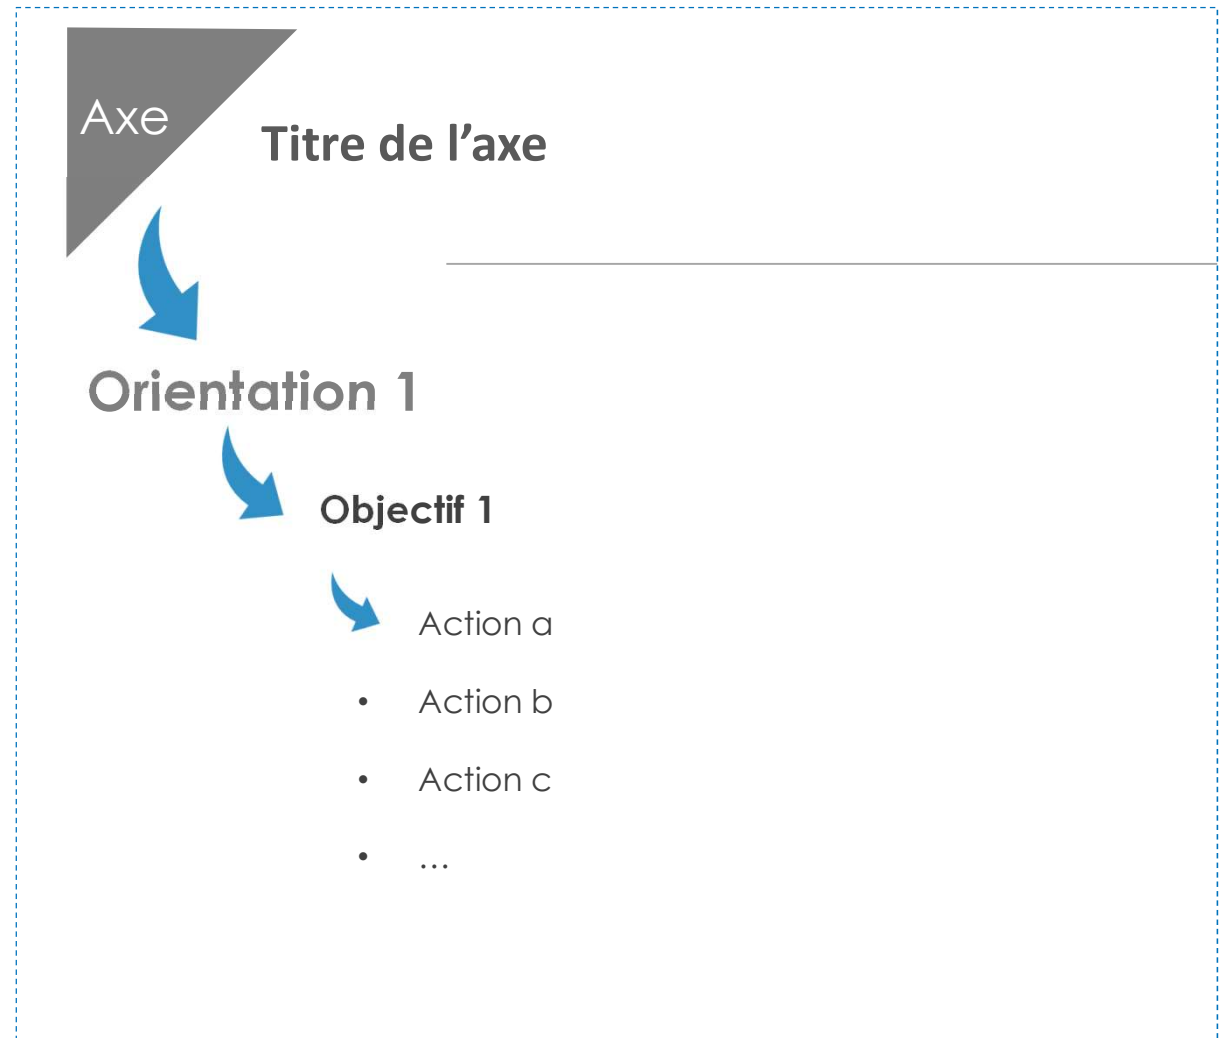 Axe
Titre de l’axe
Orientation 1
Objectif 1
Action a
• Action b
• Action c
• …